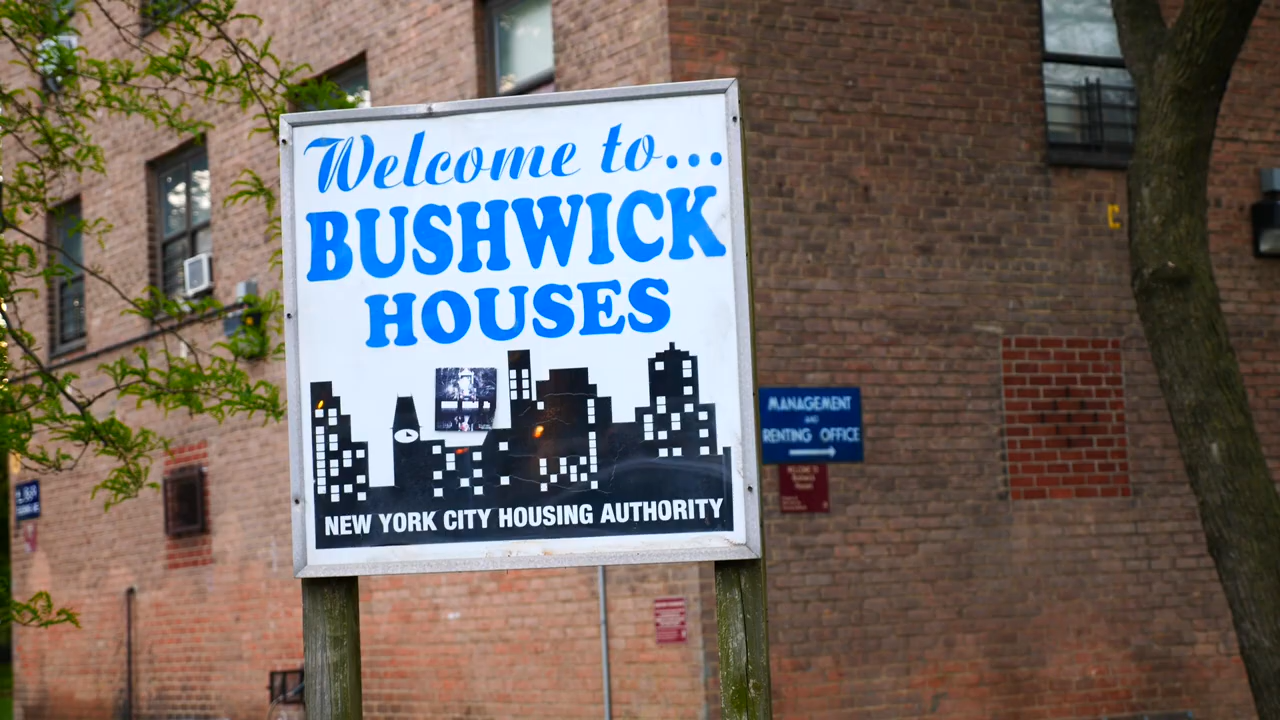 Welcome to...
BUSHWICK
HOUSES
NEW YORK CITY HOUSING AUTHORITY
MANAGEMENT
AND
RENTING OFFICE